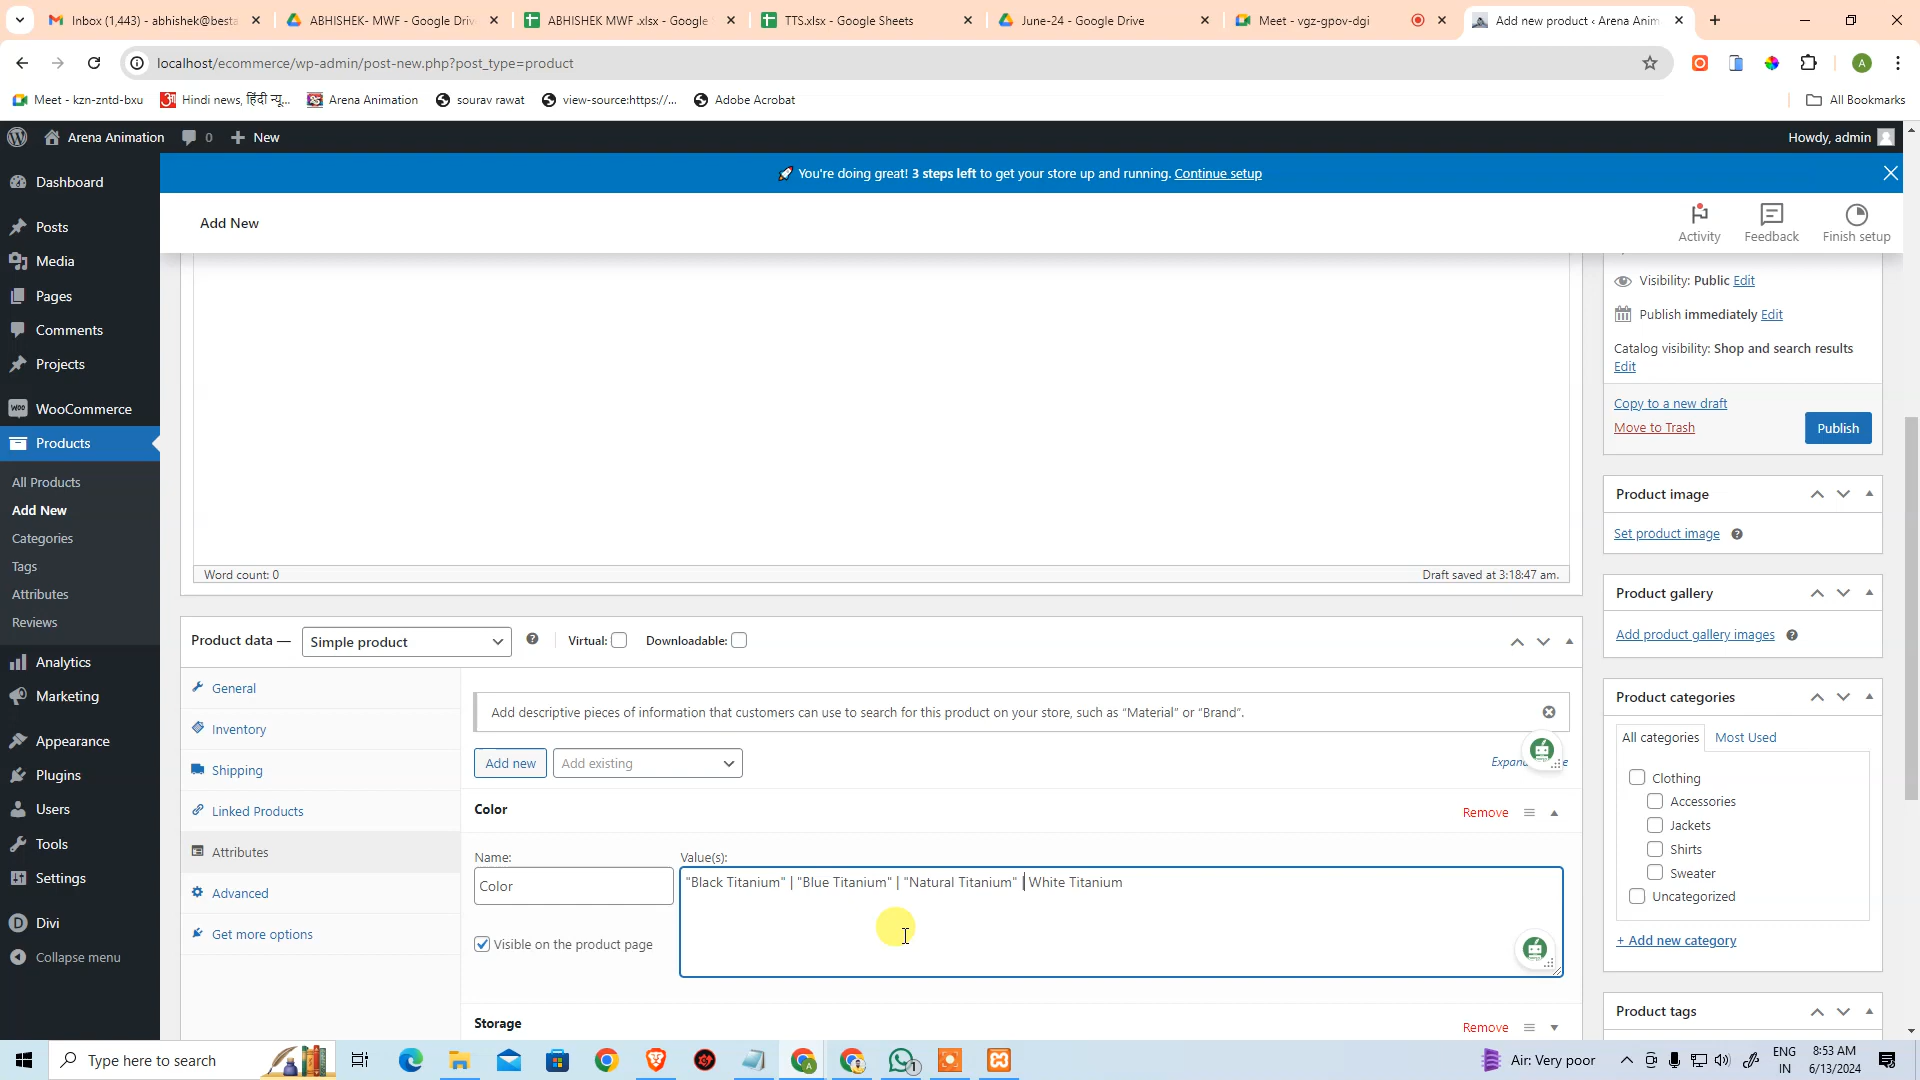 Inbox (1,443) - abhishek@besta
ABHISHEK- MWF - Google Driv
ABHISHEK MWF .xlsx - Google
TTS.xlsx - Google Sheets
June-24 - Google Drive
Meet - vgz-gpov-dgi
Add new product ‹ Arena Anim
localhost/ecommerce/wp-admin/post-new.php?post_type=product
Meet - kzn-zntd-bxu
Hindi news, हिंदी न्यू...
Arena Animation
sourav rawat
view-source:https://...
Adobe Acrobat
All Bookmarks
Arena Animation
0
New
Howdy, admin
You're doing great! 3 steps left to get your store up and running. Continue setup
Add New
Activity
Feedback
Finish setup
Dashboard
Posts
Media
Pages
Comments
Projects
WooCommerce
Products
All Products
Add New
Categories
Tags
Attributes
Reviews
Analytics
Marketing
Appearance
Plugins
Users
Tools
Settings
Divi
Collapse menu
Word count: 0
Draft saved at 3:18:47 am.
Product data —
Simple product
Virtual:
Downloadable:
General
Inventory
Shipping
Linked Products
Attributes
Advanced
Get more options
Add descriptive pieces of information that customers can use to search for this product on your store, such as "Material" or "Brand".
Add new
Add existing
Color
Remove
Name:
Value(s):
Color
"Black Titanium" | "Blue Titanium" | "Natural Titanium" | White Titanium
Visible on the product page
Storage
Remove
Visibility: Public Edit
Publish immediately Edit
Catalog visibility: Shop and search results
Edit
Copy to a new draft
Move to Trash
Publish
Product image
Set product image
Product gallery
Add product gallery images
Product categories
All categories
Most Used
Clothing
Accessories
Jackets
Shirts
Sweater
Uncategorized
+ Add new category
Product tags
Type here to search
Air: Very poor
ENG
IN
8:53 AM
6/13/2024